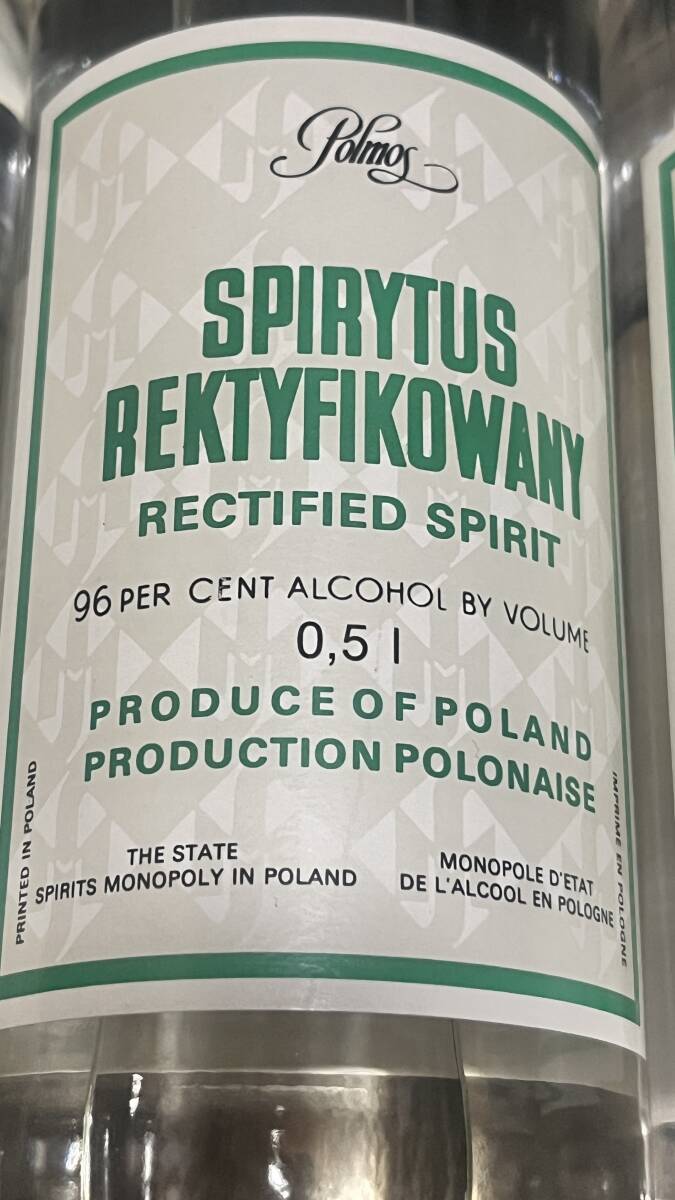 Polmos
SPIRYTUS
REKTYFIKOWANY
RECTIFIED SPIRIT
96 PER CENT ALCOHOL BY VOLUME
0,5 l
PRODUCE OF POLAND
PRODUCTION POLONAISE
THE STATE
SPIRITS MONOPOLY IN POLAND
MONOPOLE D'ETAT
DE L'ALCOOL EN POLOGNE
PRINTED IN POLAND
IMPRIME EN POLOGNE